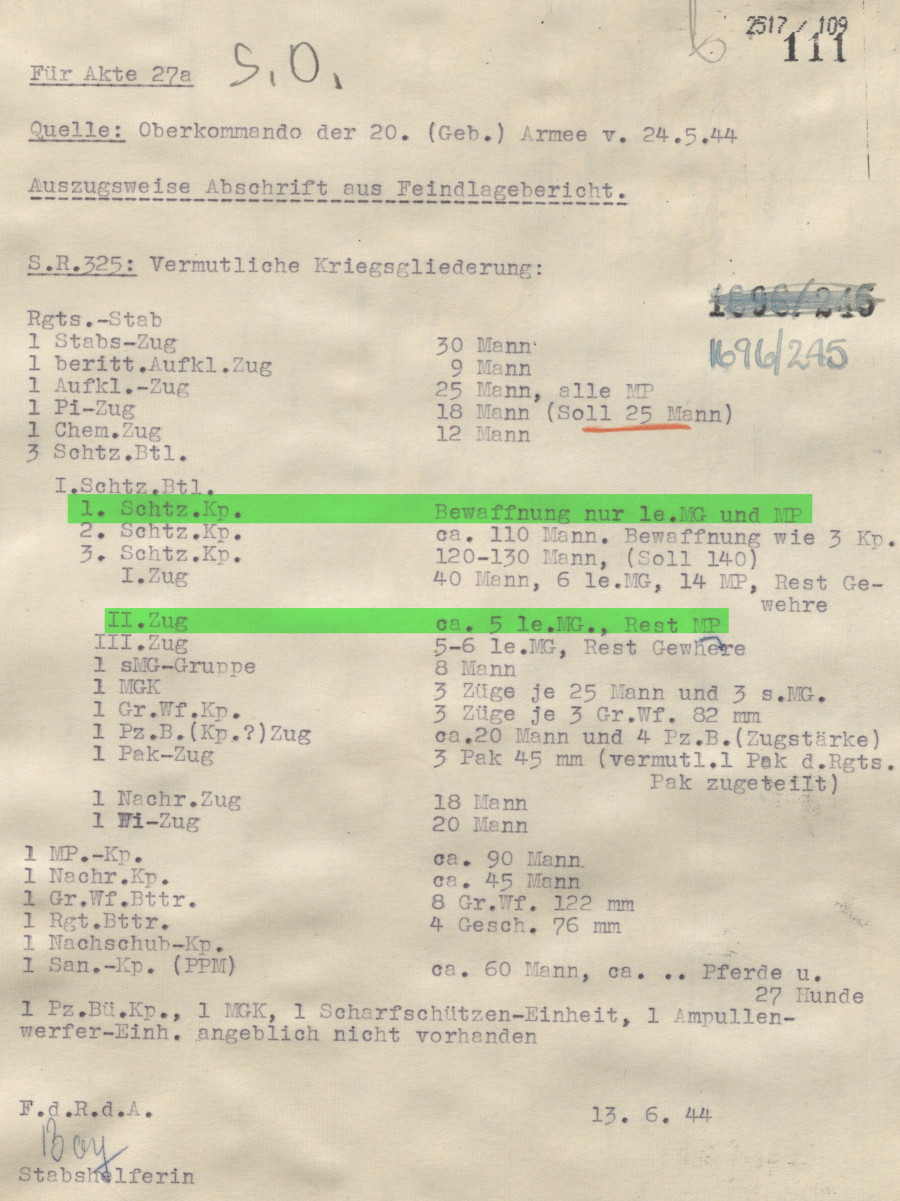 2517 / 109
111
Für Akte 27a S.O.
Quelle: Oberkommando der 20. (Geb.) Armee v. 24.5.44
Auszugsweise Abschrift aus Feindlagebericht.
S.R.325: Vermutliche Kriegsgliederung:
1696/245
1696/245
Rgts.-Stab
1 Stabs-Zug 30 Mann
1 beritt.Aufkl.Zug 9 Mann
1 Aufkl.-Zug 25 Mann, alle MP
1 Pi-Zug 18 Mann (Soll 25 Mann)
1 Chem.Zug 12 Mann
3 Schtz.Btl.
I.Schtz.Btl.
1. Schtz.Kp. Bewaffnung nur le.MG und MP
2. Schtz.Kp. ca. 110 Mann. Bewaffnung wie 3 Kp.
3. Schtz.Kp. 120-130 Mann, (Soll 140)
I.Zug 40 Mann, 6 le.MG, 14 MP, Rest Ge-
wehre
II.Zug ca. 5 le.MG., Rest MP
III.Zug 5-6 le.MG, Rest Gewhere
1 sMG-Gruppe 8 Mann
1 MGK 3 Züge je 25 Mann und 3 s.MG.
1 Gr.Wf.Kp. 3 Züge je 3 Gr.Wf. 82 mm
1 Pz.B.(Kp.?)Zug ca.20 Mann und 4 Pz.B.(Zugstärke)
1 Pak-Zug 3 Pak 45 mm (vermutl.1 Pak d.Rgts.
Pak zugeteilt)
1 Nachr.Zug 18 Mann
1 Wi-Zug 20 Mann
1 MP.-Kp. ca. 90 Mann
1 Nachr.Kp. ca. 45 Mann
1 Gr.Wf.Bttr. 8 Gr.Wf. 122 mm
1 Rgt.Bttr. 4 Gesch. 76 mm
1 Nachschub-Kp.
1 San.-Kp. (PPM) ca. 60 Mann, ca. .. Pferde u.
27 Hunde
1 Pz.Bü.Kp., 1 MGK, 1 Scharfschützen-Einheit, 1 Ampullen-
werfer-Einh. angeblich nicht vorhanden
F.d.R.d.A. 13. 6. 44
Boy
Stabshelferin